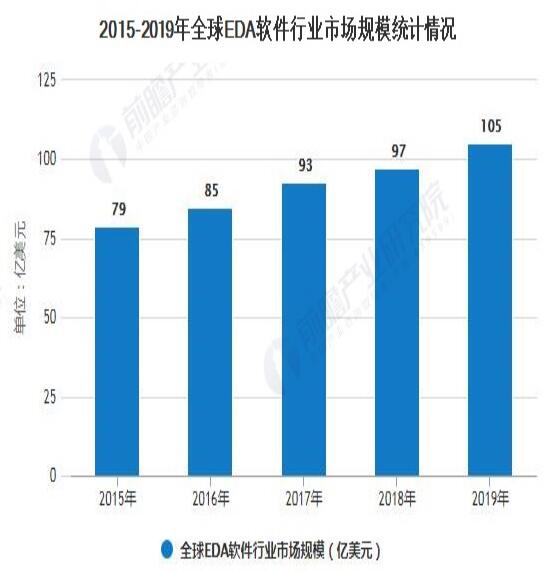 2015-2019年全球EDA软件行业市场规模统计情况
125
100
75
50
25
0
单位：亿美元
79
85
93
97
105
2015年
2016年
2017年
2018年
2019年
全球EDA软件行业市场规模（亿美元）
前瞻产业研究院